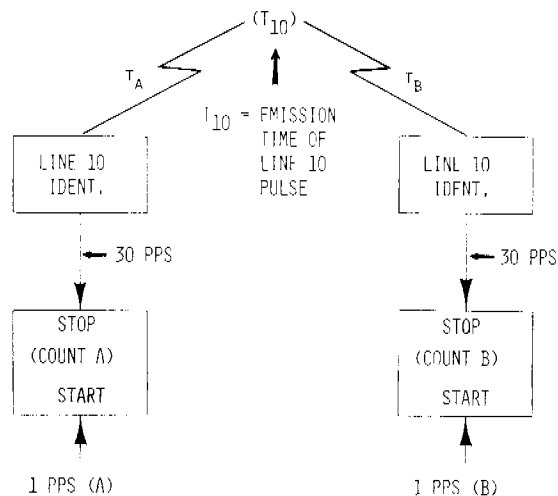 (T10)
TA
TB
T10 = EMISSION
TIME OF
LINE 10
PULSE
LINE 10
IDENT.
LINE 10
IDENT.
30 PPS
30 PPS
STOP
(COUNT A)
START
STOP
(COUNT B)
START
1 PPS (A)
1 PPS (B)